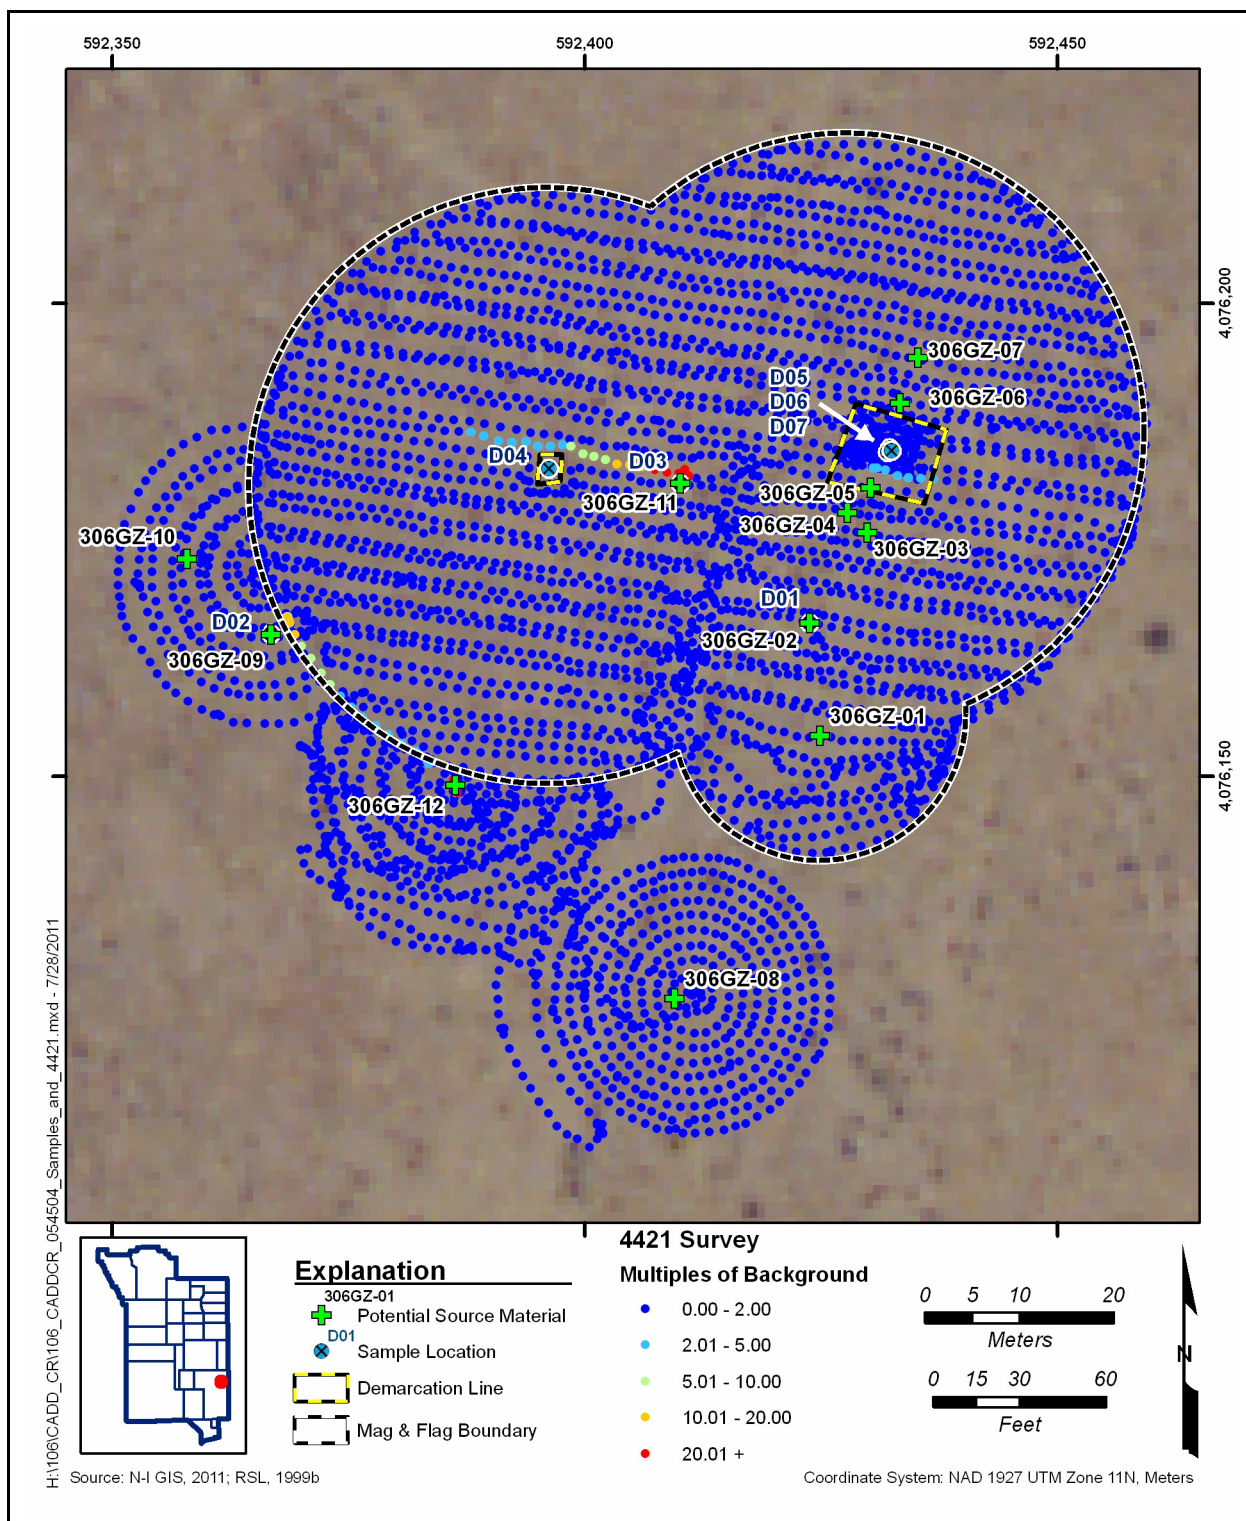 592,350
592,400
592,450
4,076,200
4,076,150
306GZ-07
D05
306GZ-06
D06
D07
D04
D03
306GZ-05
306GZ-11
306GZ-04
306GZ-03
306GZ-10
D01
D02
306GZ-02
306GZ-09
306GZ-01
306GZ-12
306GZ-08
H:\106\CADD_CR\106_CADDCR_054504_Samples_and_4421.mxd - 7/28/2011
Explanation
306GZ-01
Potential Source Material
D01
Sample Location
Demarcation Line
Mag & Flag Boundary
4421 Survey
Multiples of Background
0.00 - 2.00
2.01 - 5.00
5.01 - 10.00
10.01 - 20.00
20.01 +
0 5 10 20
Meters
0 15 30 60
Feet
N
Source: N-I GIS, 2011; RSL, 1999b
Coordinate System: NAD 1927 UTM Zone 11N, Meters